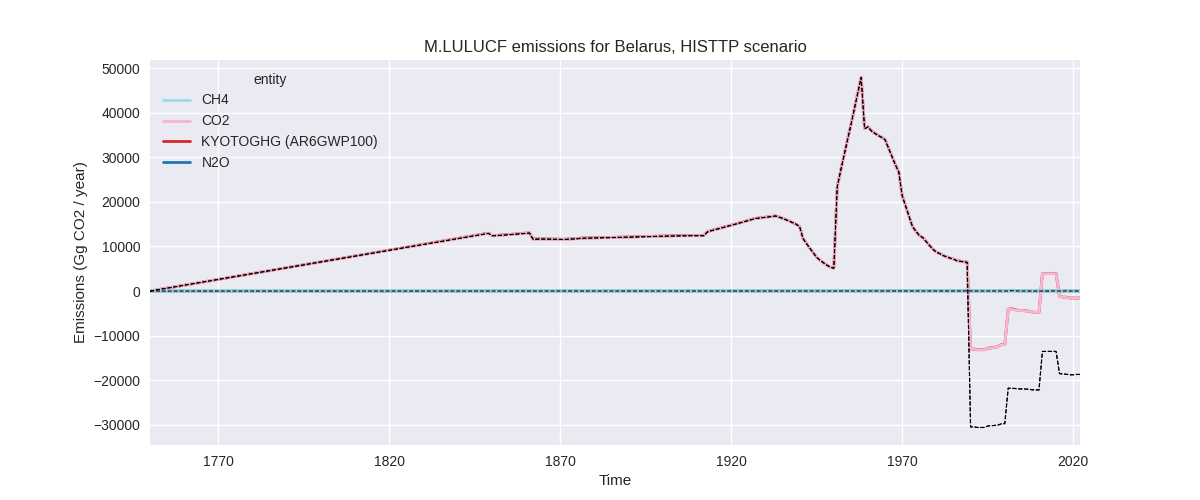 M.LULUCF emissions for Belarus, HISTTP scenario
Emissions (Gg CO2 / year)
50000
40000
30000
20000
10000
0
−10000
−20000
−30000
entity
CH4
CO2
KYOTOGHG (AR6GWP100)
N2O
1770
1820
1870
1920
1970
2020
Time